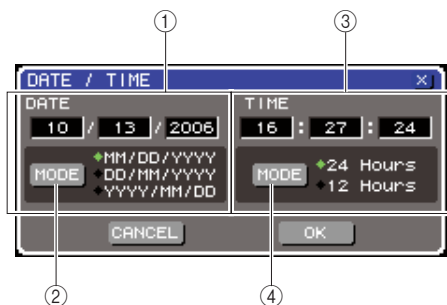 ① ③
DATE / TIME ×
DATE
10 / 13 / 2006
MODE
MM/DD/YYYY
DD/MM/YYYY
YYYY/MM/DD
TIME
16 : 27 : 24
MODE
24 Hours
12 Hours
CANCEL OK
② ④